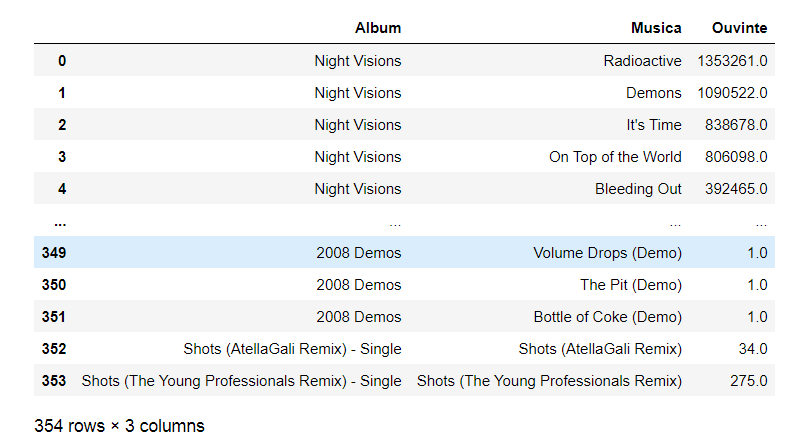 Album Musica Ouvinte
0 Night Visions Radioactive 1353261.0
1 Night Visions Demons 1090522.0
2 Night Visions It's Time 838678.0
3 Night Visions On Top of the World 806098.0
4 Night Visions Bleeding Out 392465.0
... ... ... ...
349 2008 Demos Volume Drops (Demo) 1.0
350 2008 Demos The Pit (Demo) 1.0
351 2008 Demos Bottle of Coke (Demo) 1.0
352 Shots (AtellaGali Remix) - Single Shots (AtellaGali Remix) 34.0
353 Shots (The Young Professionals Remix) - Single Shots (The Young Professionals Remix) 275.0
354 rows × 3 columns